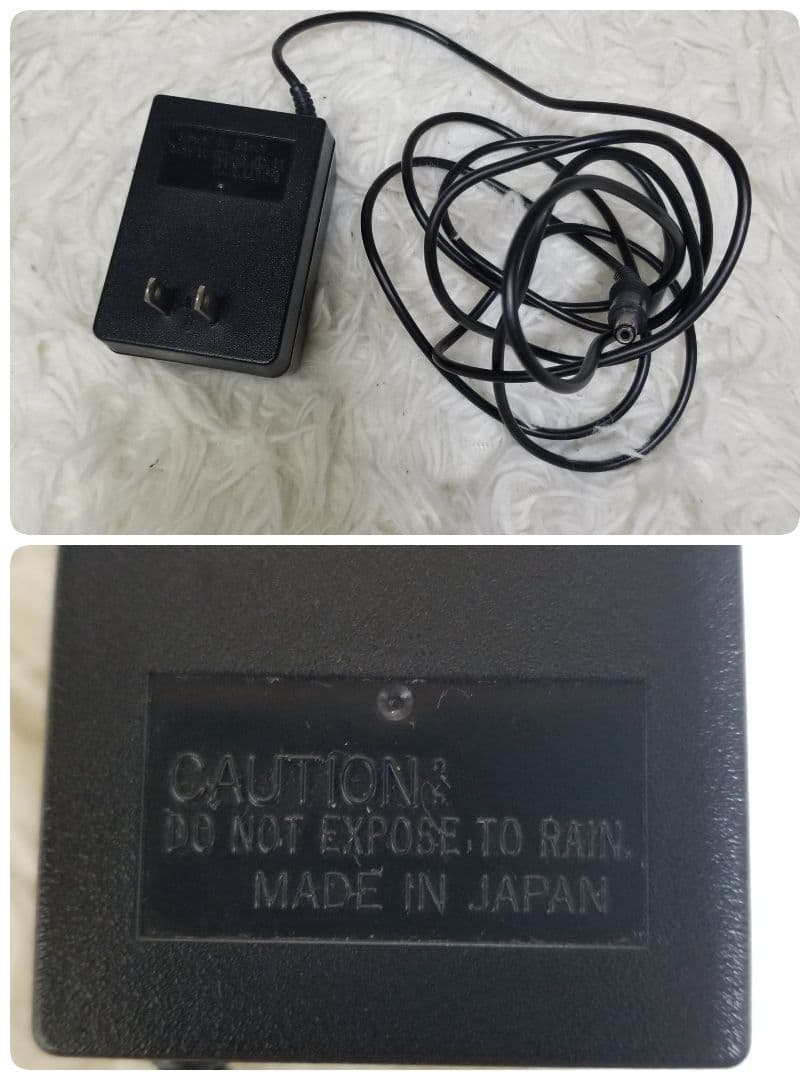 CAUTION:
DO NOT EXPOSE TO RAIN.
MADE IN JAPAN